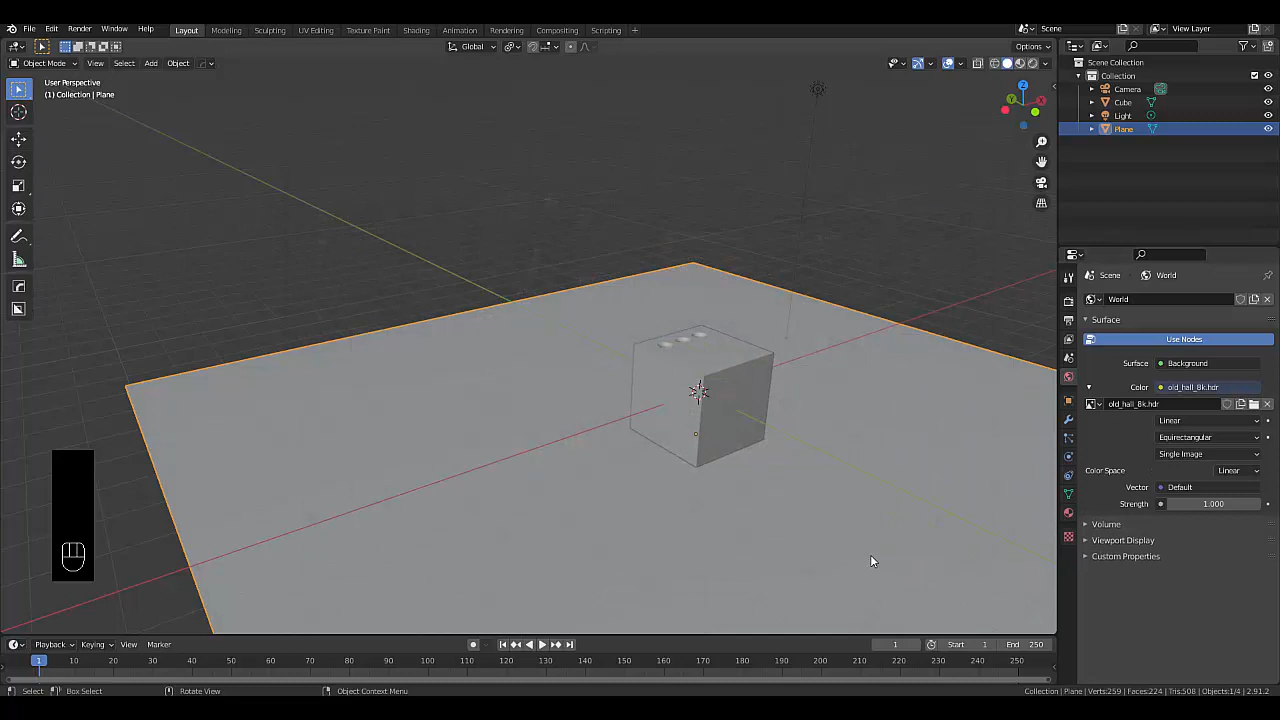 File Edit Render Window Help Layout Modeling Sculpting UV Editing Texture Paint Shading Animation Rendering Compositing Scripting Scene View Layer
Global Options
Object Mode View Select Add Object
User Perspective
(1) Collection | Plane
Z
X
Y
Scene Collection
Collection
Camera
Cube
Light
Plane
Scene World
World
Surface
Use Nodes
Surface Background
Color old_hall_8k.hdr
old_hall_8k.hdr
Linear
Equirectangular
Single Image
Color Space Linear
Vector Default
Strength 1.000
Volume
Viewport Display
Custom Properties
Playback Keying View Marker 1 Start 1 End 250
1 10 20 30 40 50 60 70 80 90 100 110 120 130 140 150 160 170 180 190 200 210 220 230 240 250
Select Box Select Rotate View Object Context Menu Collection | Plane | Verts:259 | Faces:224 | Tris:508 | Objects:1/4 | 2.91.2